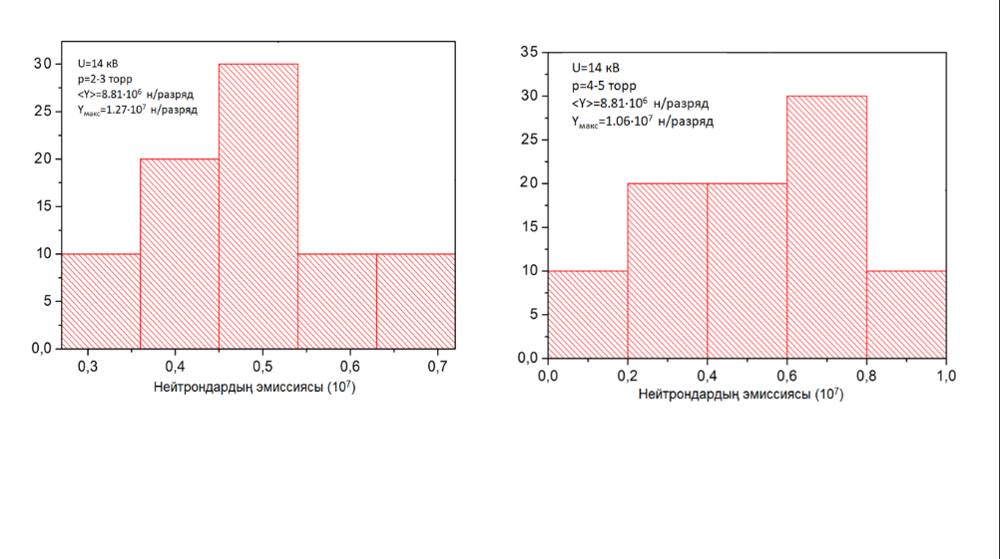 30
25
20
15
10
5
0,0
U=14 кВ
p=2-3 торр
<Y>=8.81·10⁶ н/разряд
Yмакс=1.27·10⁷ н/разряд
0,3 0,4 0,5 0,6 0,7
Нейтрондардың эмиссиясы (10⁷)
35
30
25
20
15
10
5
0,0
U=14 кВ
p=4-5 торр
<Y>=8.81·10⁶ н/разряд
Yмакс=1.06·10⁷ н/разряд
0,0 0,2 0,4 0,6 0,8 1,0
Нейтрондардың эмиссиясы (10⁷)